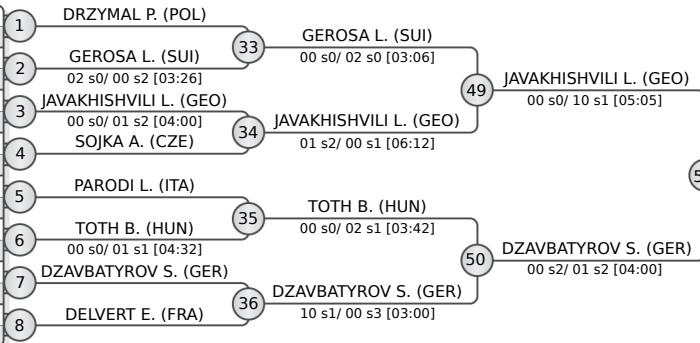 1
DRZYMAL P. (POL)
2
GEROSA L. (SUI)
02 s0/ 00 s2 [03:26]
33
GEROSA L. (SUI)
00 s0/ 02 s0 [03:06]
3
JAVAKHISHVILI L. (GEO)
00 s0/ 01 s2 [04:00]
4
SOJKA A. (CZE)
34
JAVAKHISHVILI L. (GEO)
01 s2/ 00 s1 [06:12]
49
JAVAKHISHVILI L. (GEO)
00 s0/ 10 s1 [05:05]
5
PARODI L. (ITA)
6
TOTH B. (HUN)
00 s0/ 01 s1 [04:32]
35
TOTH B. (HUN)
00 s0/ 02 s1 [03:42]
7
DZAVBATYROV S. (GER)
8
DELVERT E. (FRA)
36
DZAVBATYROV S. (GER)
10 s1/ 00 s3 [03:00]
50
DZAVBATYROV S. (GER)
00 s2/ 01 s2 [04:00]